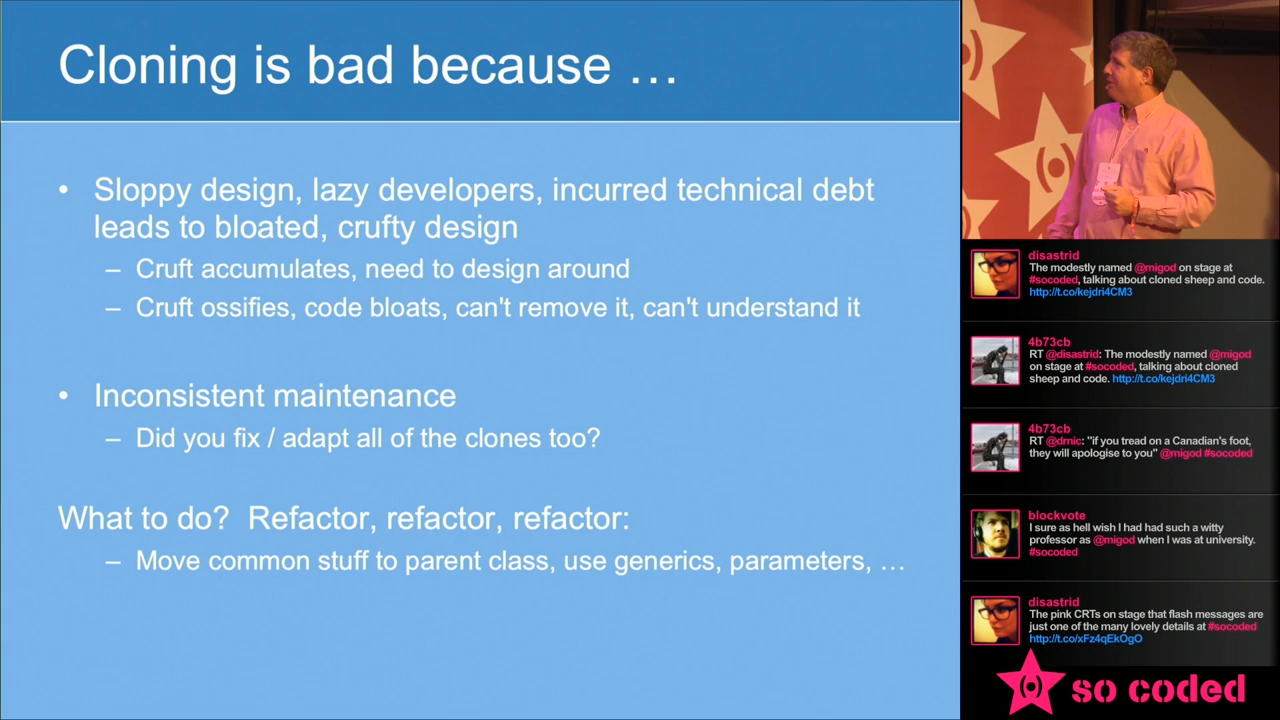 Cloning is bad because …
• Sloppy design, lazy developers, incurred technical debt
leads to bloated, crufty design
– Cruft accumulates, need to design around
– Cruft ossifies, code bloats, can't remove it, can't understand it
• Inconsistent maintenance
– Did you fix / adapt all of the clones too?
What to do? Refactor, refactor, refactor:
– Move common stuff to parent class, use generics, parameters, …
disastrid
The modestly named @migod on stage at
#socoded, talking about cloned sheep and code.
http://t.co/kejdri4CM3
4b73cb
RT @disastrid: The modestly named @migod
on stage at #socoded, talking about cloned
sheep and code. http://t.co/kejdri4CM3
4b73cb
RT @drnic: "if you tread on a Canadian's foot,
they will apologise to you" @migod #socoded
blockvote
I sure as hell wish I had had such a witty
professor as @migod when I was at university.
#socoded
disastrid
The pink CRTs on stage that flash messages are
just one of the many lovely details at #socoded
http://t.co/xFz4qEkOgO
so coded